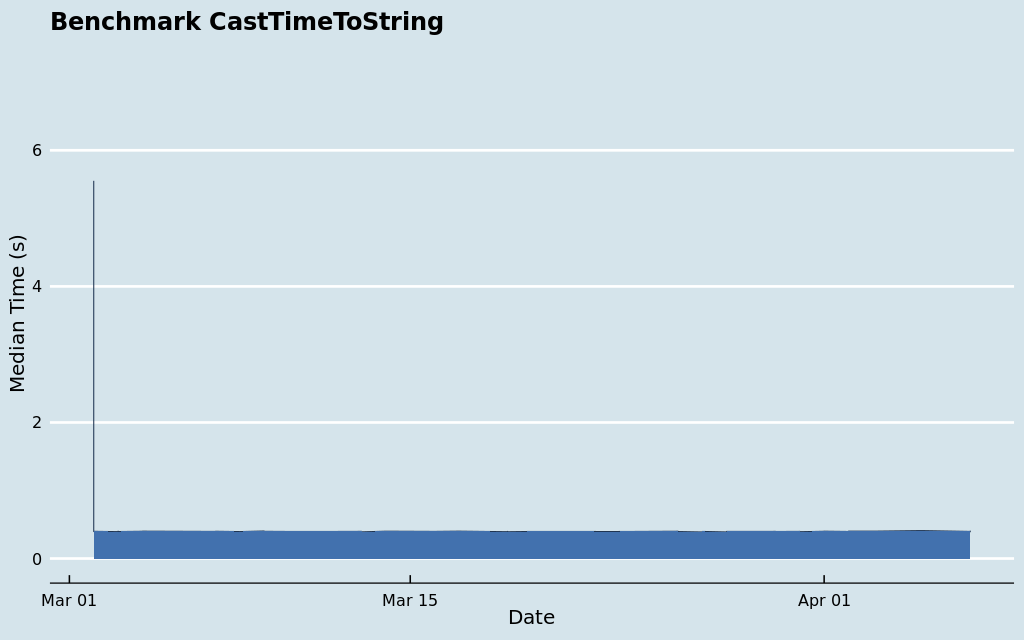 Benchmark CastTimeToString
6
4
2
0
Median Time (s)
Mar 01
Mar 15
Apr 01
Date